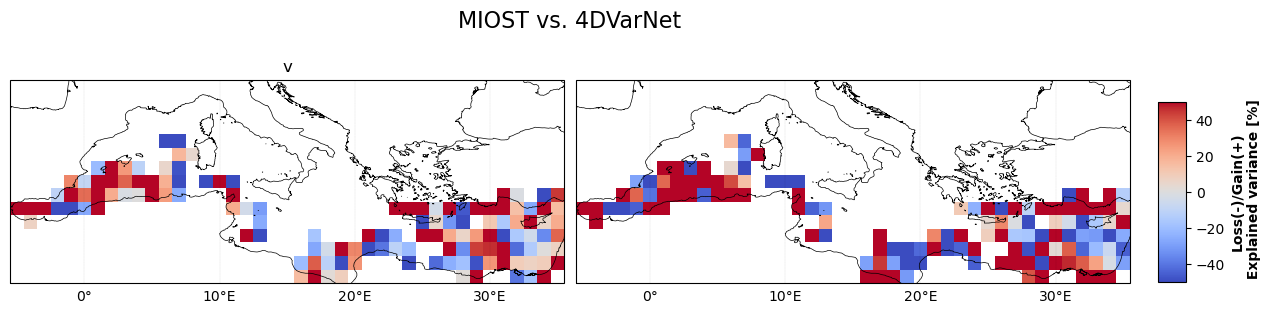 MIOST vs. 4DVarNet
v
0°
10°E
20°E
30°E
0°
10°E
20°E
30°E
40
20
0
−20
−40
Loss(-)/Gain(+)
Explained variance [%]